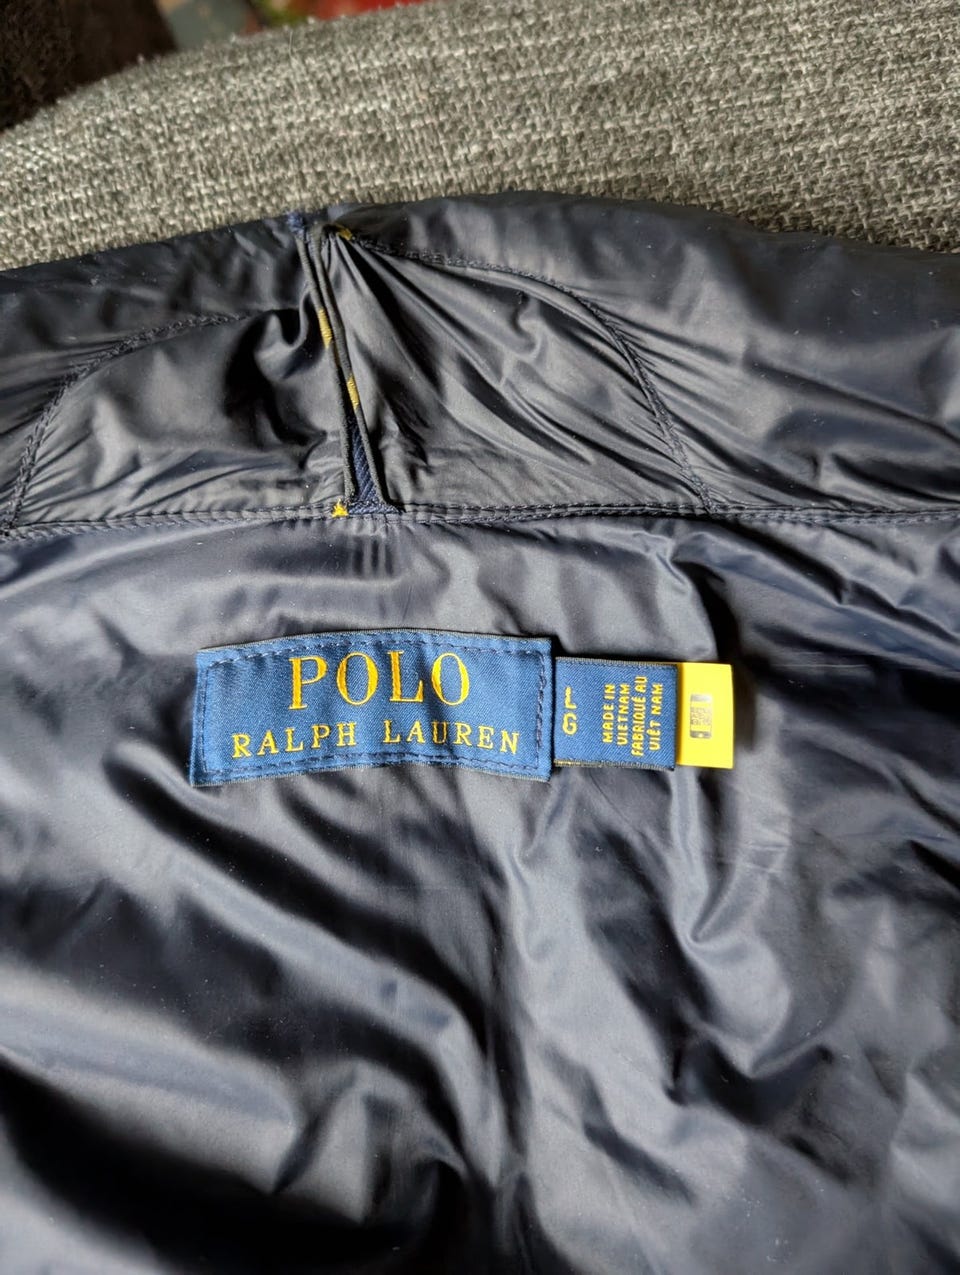 POLO
RALPH LAUREN
LG
MADE IN
VIETNAM
FABRIQUÉ AU
VIÊT NAM